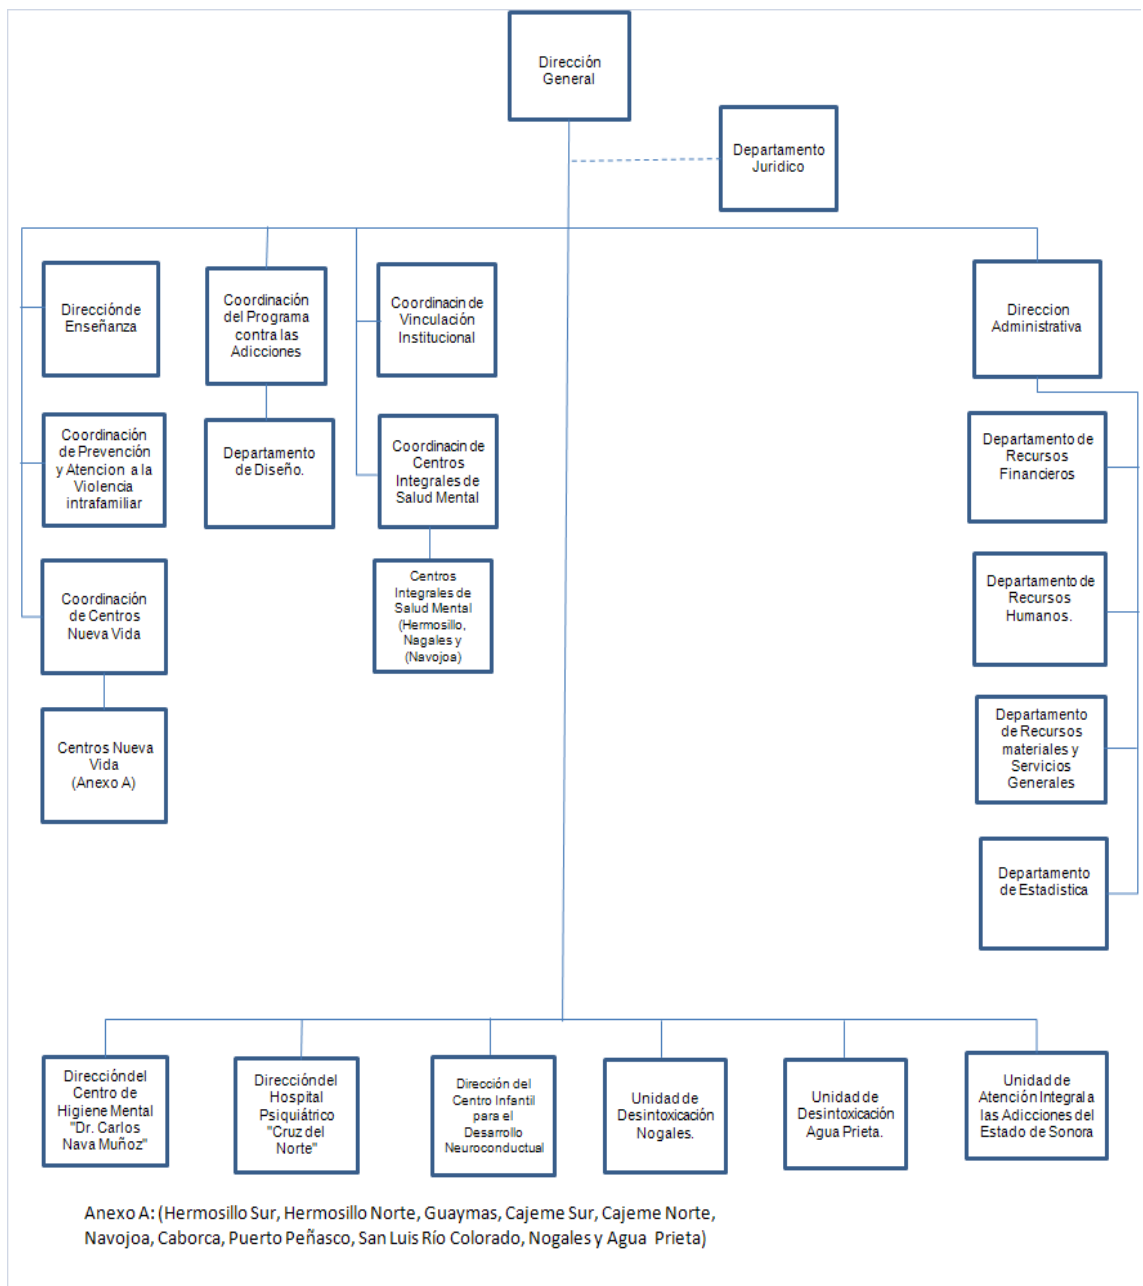 Dirección
General
Departamento
Juridico
Dirección de
Enseñanza
Coordinación
del Programa
contra las
Adicciones
Coordinacin de
Vinculación
Institucional
Direccion
Administrativa
Coordinación
de Prevención
y Atencion a la
Violencia
intrafamiliar
Departamento
de Diseño.
Coordinacin de
Centros
Integrales de
Salud Mental
Departamento de
Recursos
Financieros
Coordinación
de Centros
Nueva Vida
Centros
Integrales de
Salud Mental
(Hermosillo,
Nagales y
(Navojoa)
Departamento de
Recursos
Humanos.
Centros Nueva
Vida
(Anexo A)
Departamento
de Recursos
materiales y
Servicios
Generales
Departamento
de Estadistica
Dirección del
Centro de
Higiene Mental
"Dr. Carlos
Nava Muñoz"
Dirección del
Hospital
Psiquiátrico
"Cruz del
Norte"
Dirección del
Centro Infantil
para el
Desarrollo
Neuroconductual
Unidad de
Desintoxicación
Nogales.
Unidad de
Desintoxicación
Agua Prieta.
Unidad de
Atención Integral a
las Adicciones del
Estado de Sonora
Anexo A: (Hermosillo Sur, Hermosillo Norte, Guaymas, Cajeme Sur, Cajeme Norte,
Navojoa, Caborca, Puerto Peñasco, San Luis Río Colorado, Nogales y Agua Prieta)